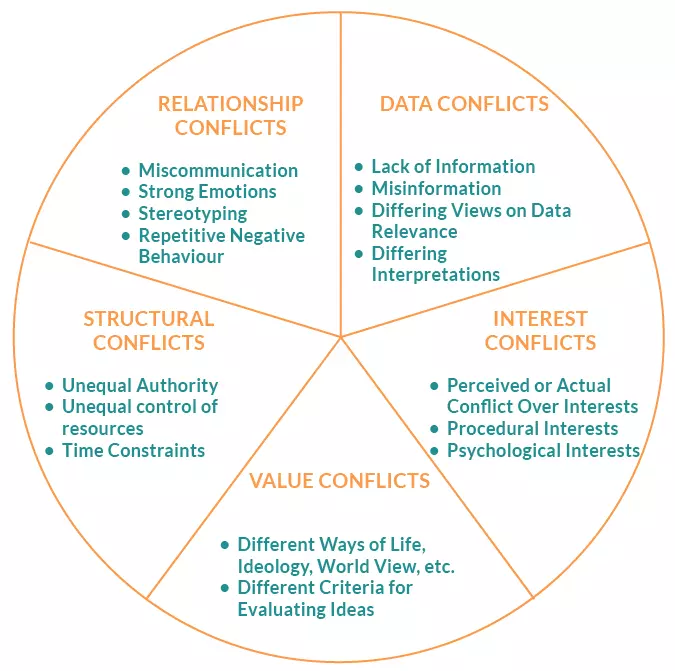 RELATIONSHIP
CONFLICTS
• Miscommunication
• Strong Emotions
• Stereotyping
• Repetitive Negative
Behaviour
DATA CONFLICTS
• Lack of Information
• Misinformation
• Differing Views on Data
Relevance
• Differing
Interpretations
STRUCTURAL
CONFLICTS
• Unequal Authority
• Unequal control of
resources
• Time Constraints
INTEREST
CONFLICTS
• Perceived or Actual
Conflict Over Interests
• Procedural Interests
• Psychological Interests
VALUE CONFLICTS
• Different Ways of Life,
Ideology, World View, etc.
• Different Criteria for
Evaluating Ideas